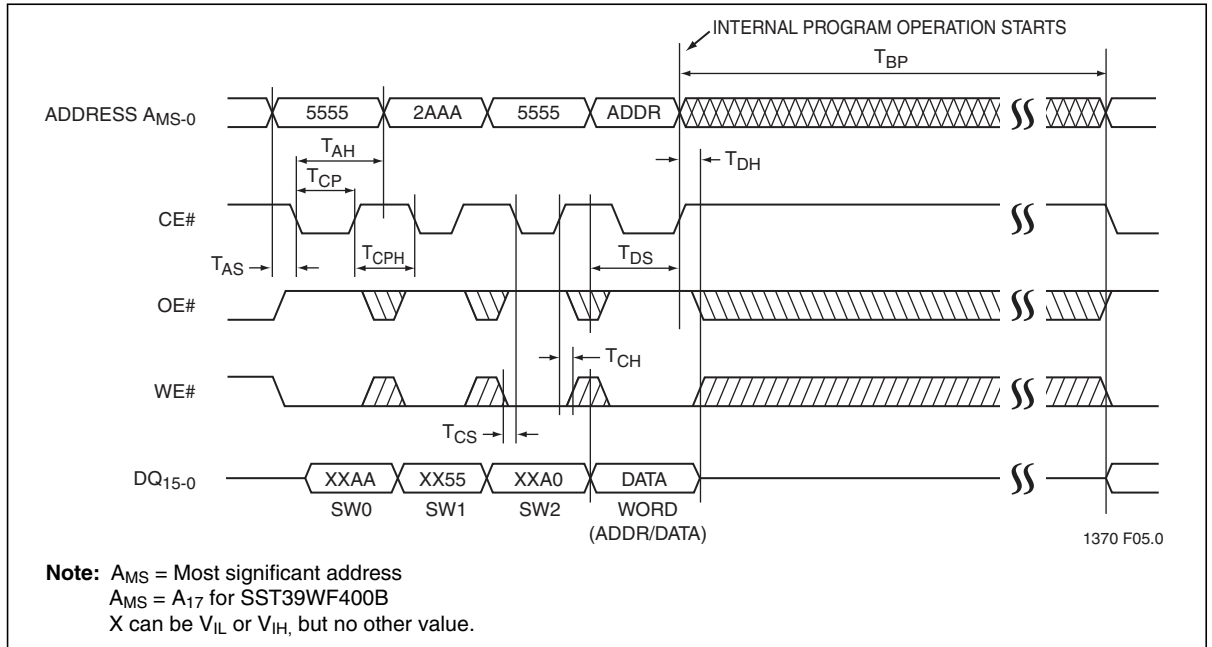 INTERNAL PROGRAM OPERATION STARTS
TBP
ADDRESS AMS-0
5555
2AAA
5555
ADDR
TAH
TDH
TCP
CE#
TAS
TCPH
TDS
OE#
TCH
WE#
TCS
DQ15-0
XXAA
XX55
XXA0
DATA
SW0
SW1
SW2
WORD
(ADDR/DATA)
1370 F05.0
Note: AMS = Most significant address
AMS = A17 for SST39WF400B
X can be VIL or VIH, but no other value.